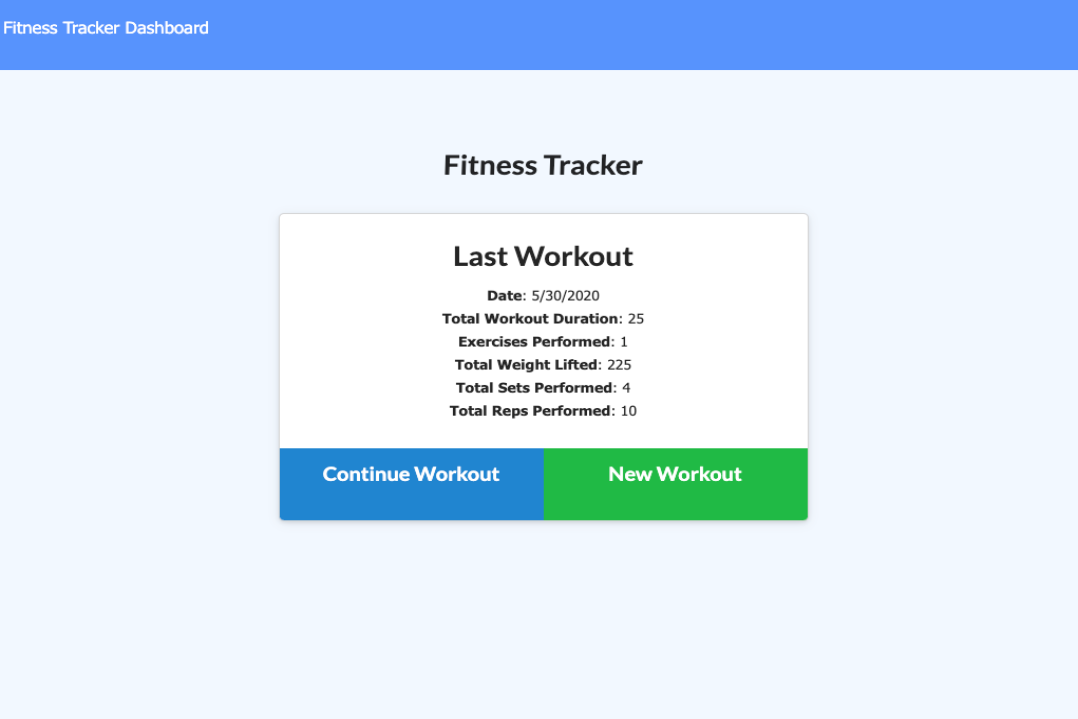 Fitness Tracker Dashboard
Fitness Tracker
Last Workout
Date: 5/30/2020
Total Workout Duration: 25
Exercises Performed: 1
Total Weight Lifted: 225
Total Sets Performed: 4
Total Reps Performed: 10
Continue Workout
New Workout